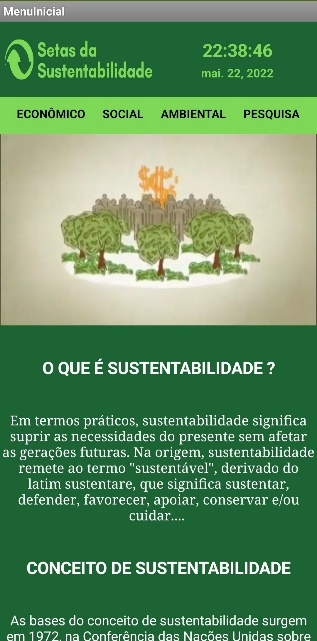 MenuInicial
Setas da
Sustentabilidade
22:38:46
mai. 22, 2022
ECONÔMICO SOCIAL AMBIENTAL PESQUISA
O QUE É SUSTENTABILIDADE ?
Em termos práticos, sustentabilidade significa
suprir as necessidades do presente sem afetar
as gerações futuras. Na origem, sustentabilidade
remete ao termo "sustentável", derivado do
latim sustentare, que significa sustentar,
defender, favorecer, apoiar, conservar e/ou
cuidar....
CONCEITO DE SUSTENTABILIDADE
As bases do conceito de sustentabilidade surgem
em 1972, na Conferência das Nações Unidas sobre